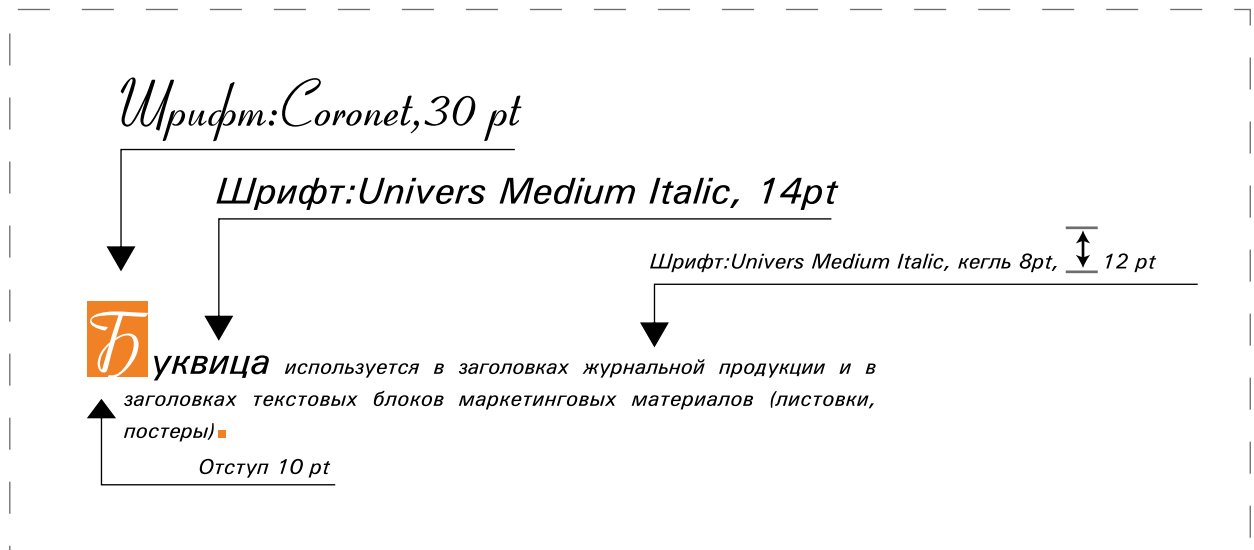 Шрифт:Coronet,30 pt
Шрифт:Univers Medium Italic, 14pt
Шрифт:Univers Medium Italic, кегль 8pt, 12 pt
Буквица используется в заголовках журнальной продукции и в
заголовках текстовых блоков маркетинговых материалов (листовки,
постеры)
Отступ 10 pt